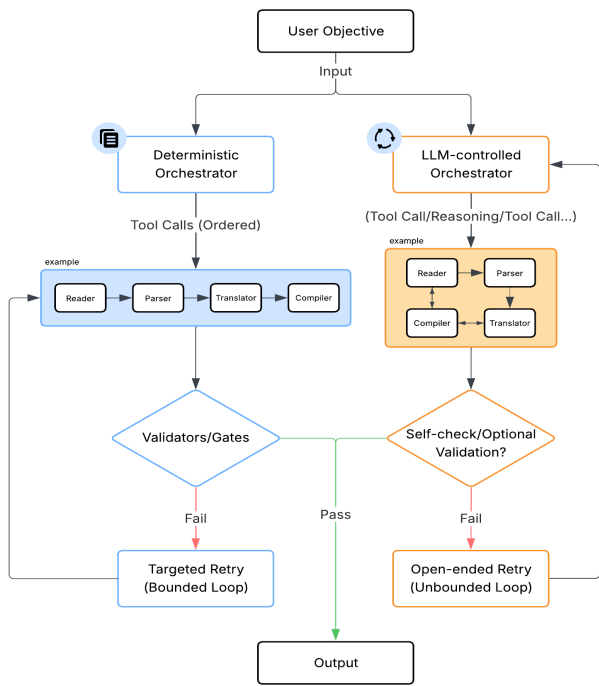 User Objective
Input
Deterministic
Orchestrator
LLM-controlled
Orchestrator
Tool Calls (Ordered)
(Tool Call/Reasoning/Tool Call...)
example
Reader
Parser
Translator
Compiler
example
Reader
Parser
Compiler
Translator
Validators/Gates
Self-check/Optional
Validation?
Pass
Fail
Fail
Targeted Retry
(Bounded Loop)
Open-ended Retry
(Unbounded Loop)
Output